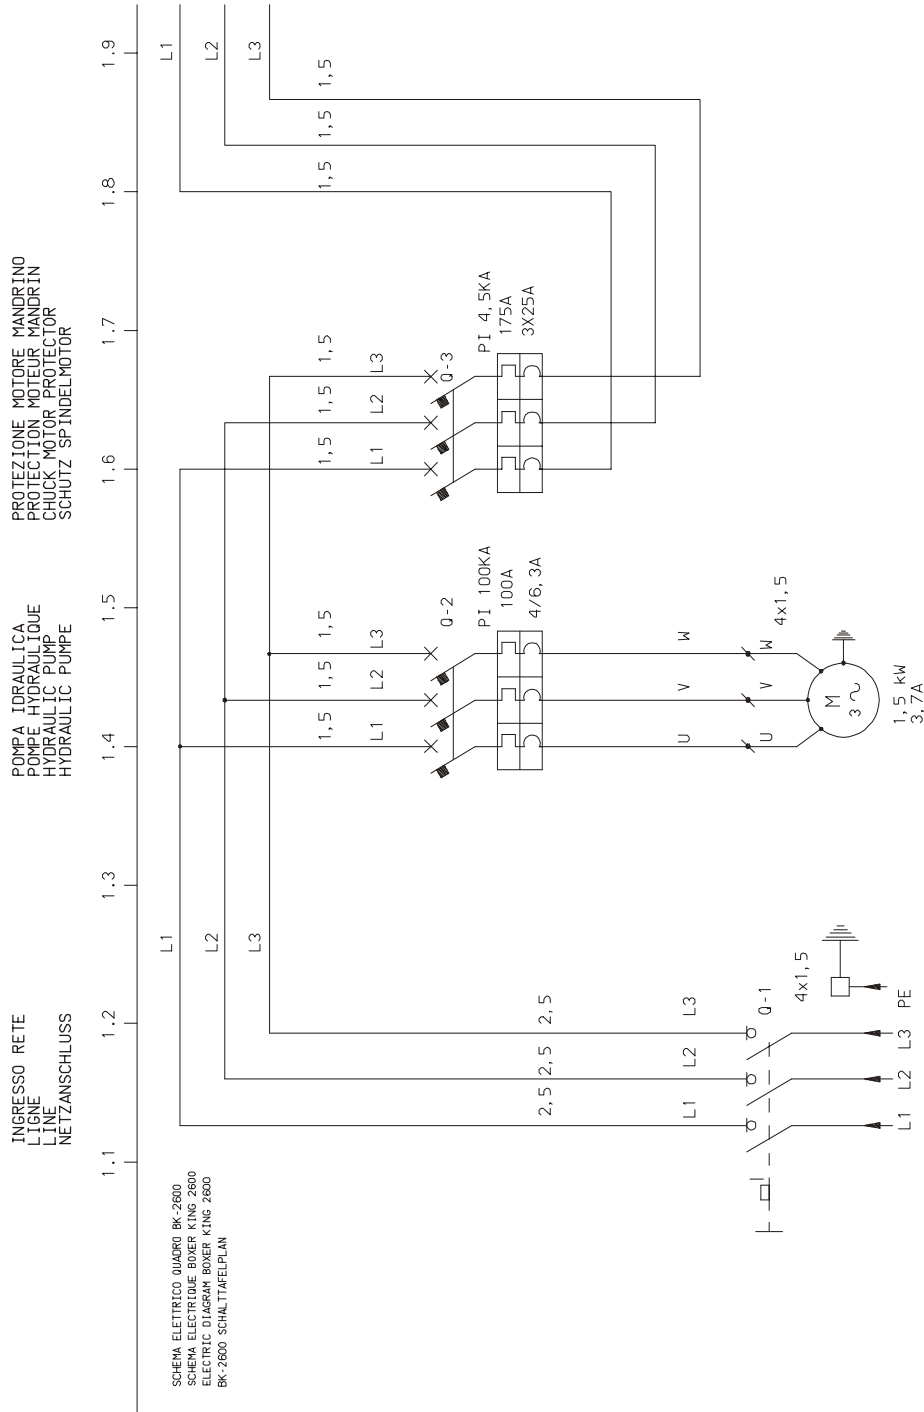 SCHEMA ELETTRICO QUADRO BK-2600
SCHEMA ELECTRIQUE BOXER KING 2600
ELECTRIC DIAGRAM BOXER KING 2600
BK-2600 SCHALTTAFELPLAN
INGRESSO RETE
LIGNE
LINE
NETZANSCHLUSS
POMPA IDRAULICA
POMPE HYDRAULIQUE
HYDRAULIC PUMP
HYDRAULIC PUMPE
PROTEZIONE MOTORE MANDRINO
PROTECTION MOTEUR MANDRIN
CHUCK MOTOR PROTECTOR
SCHUTZ SPINDELMOTOR
1.1 1.2 1.3 1.4 1.5 1.6 1.7 1.8 1.9
L1 L1
L2 L2
L3 L3
1,5 1,5 1,5 1,5 1,5 1,5 1,5 1,5 1,5
L1 L2 L3 L1 L2 L3
Q-2 Q-3
PI 100KA PI 4,5KA
100A 175A
4/6,3A 3X25A
2,5 2,5 2,5
L1 L2 L3 U V W
Q-1
U V W
4x1,5 4x1,5
M
3
L1 L2 L3 PE
1,5 kW
3,7A